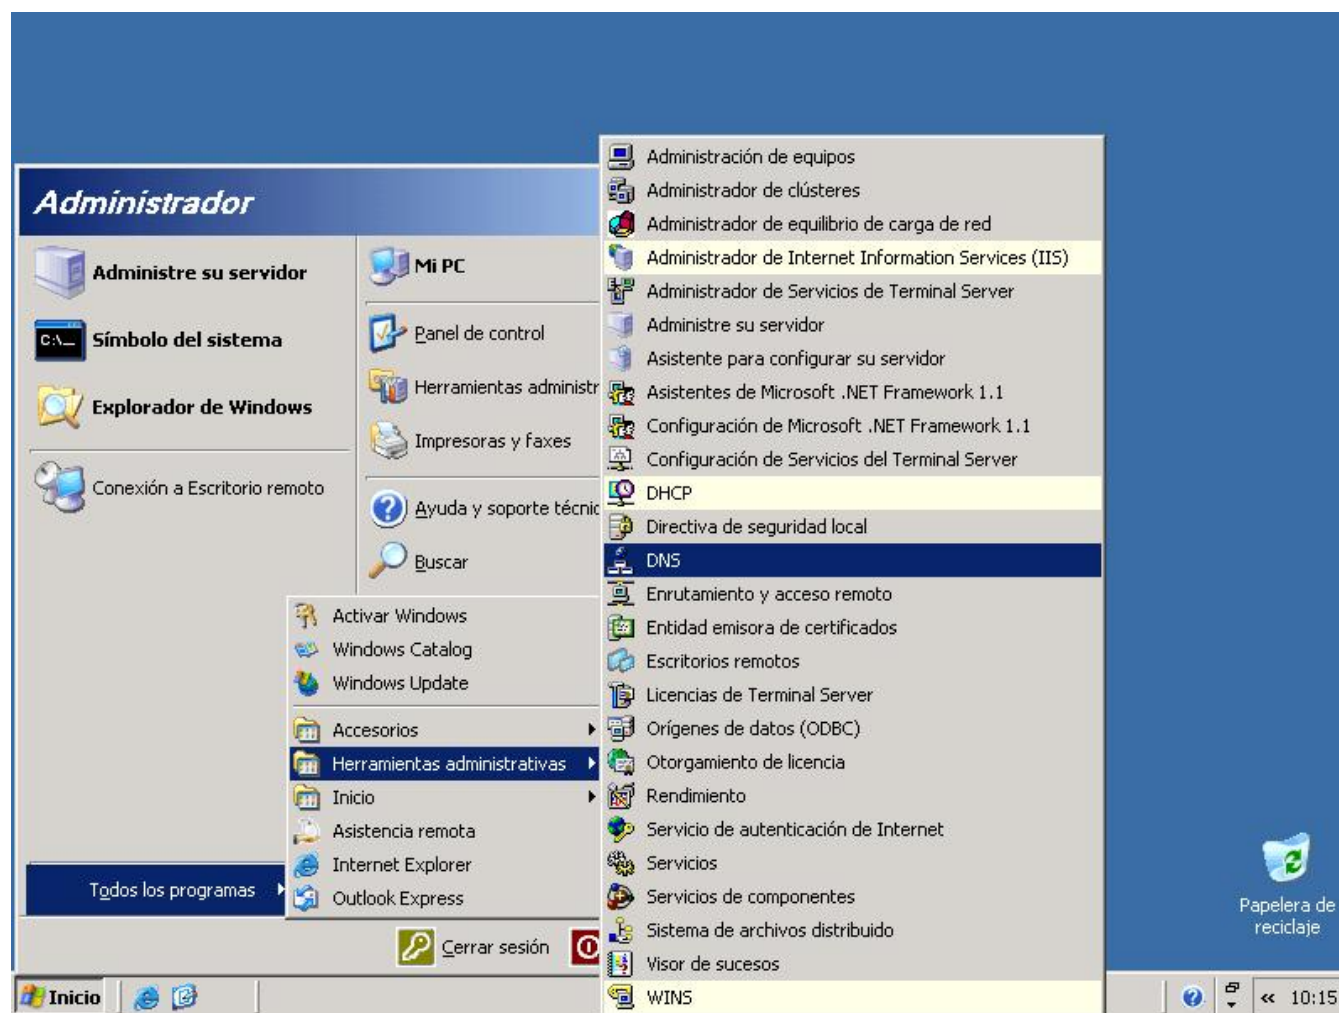 Administrador
Administre su servidor
Símbolo del sistema
Explorador de Windows
Conexión a Escritorio remoto
Mi PC
Panel de control
Herramientas administr
Impresoras y faxes
Ayuda y soporte técnic
Buscar
Todos los programas
Activar Windows
Windows Catalog
Windows Update
Accesorios
Herramientas administrativas
Inicio
Asistencia remota
Internet Explorer
Outlook Express
Administración de equipos
Administrador de clústeres
Administrador de equilibrio de carga de red
Administrador de Internet Information Services (IIS)
Administrador de Servicios de Terminal Server
Administre su servidor
Asistente para configurar su servidor
Asistentes de Microsoft .NET Framework 1.1
Configuración de Microsoft .NET Framework 1.1
Configuración de Servicios del Terminal Server
DHCP
Directiva de seguridad local
DNS
Enrutamiento y acceso remoto
Entidad emisora de certificados
Escritorios remotos
Licencias de Terminal Server
Orígenes de datos (ODBC)
Otorgamiento de licencia
Rendimiento
Servicio de autenticación de Internet
Servicios
Servicios de componentes
Sistema de archivos distribuido
Visor de sucesos
WINS
Cerrar sesión
Papelera de
reciclaje
Inicio
« 10:15